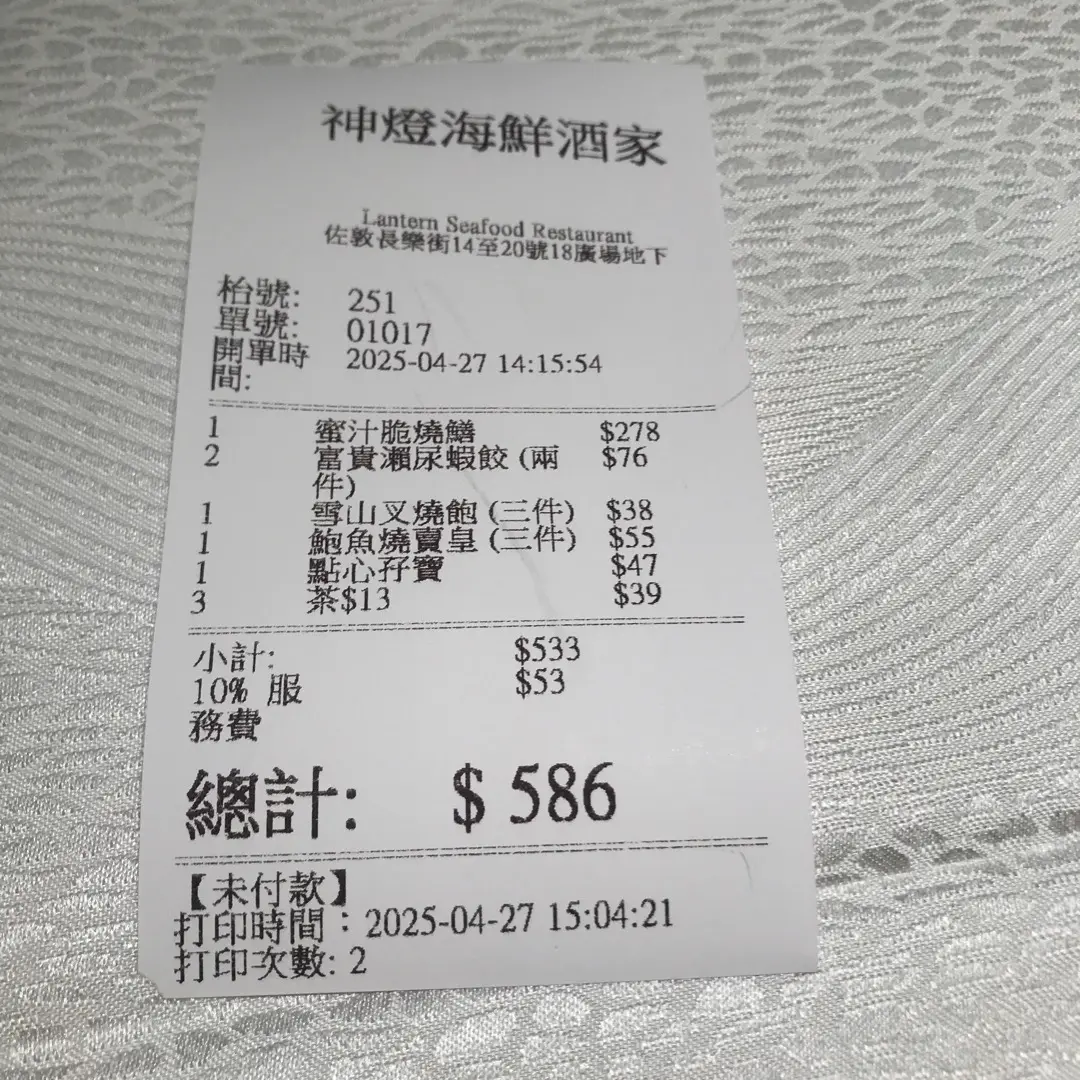 神燈海鮮酒家
Lantern Seafood Restaurant
佐敦長樂街14至20號18廣場地下
枱號: 251
單號: 01017
開單時 2025-04-27 14:15:54
間:
1 蜜汁脆燒鱔 $278
2 富貴瀨尿蝦餃 (兩 $76
件)
1 雪山叉燒飽 (三件) $38
1 鮑魚燒賣皇 (三件) $55
1 點心孖寶 $47
3 茶$13 $39
小計: $533
10% 服 $53
務費
總計: $ 586
【未付款】
打印時間：2025-04-27 15:04:21
打印次數: 2